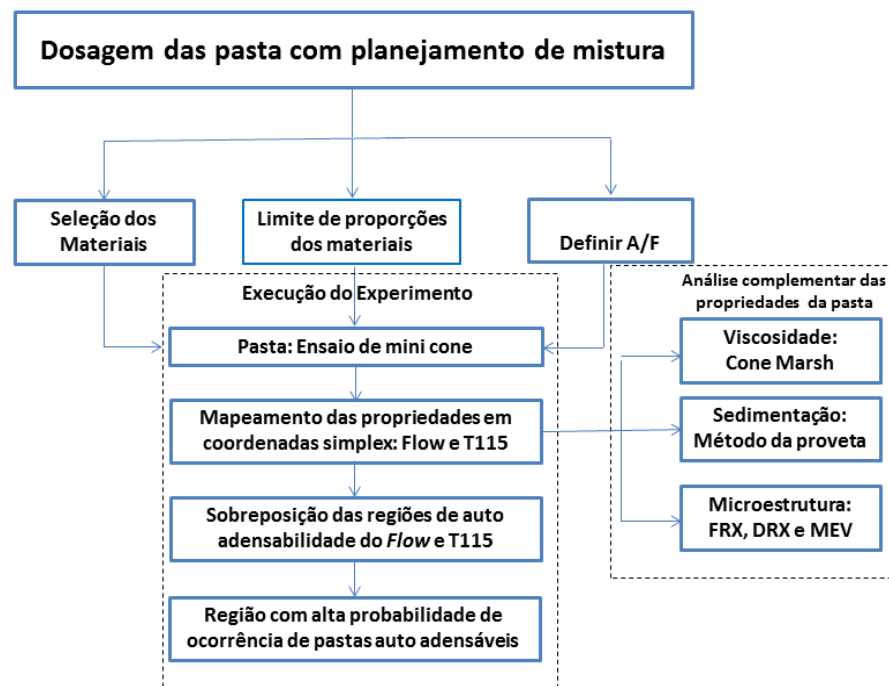 Dosagem das pasta com planejamento de mistura
Seleção dos
Materiais
Limite de proporções
dos materiais
Definir A/F
Execução do Experimento
Pasta: Ensaio de mini cone
Mapeamento das propriedades em
coordenadas simplex: Flow e T115
Sobreposição das regiões de auto
adensabilidade do Flow e T115
Região com alta probabilidade de
ocorrência de pastas auto adensáveis
Análise complementar das
propriedades da pasta
Viscosidade:
Cone Marsh
Sedimentação:
Método da proveta
Microestrutura:
FRX, DRX e MEV